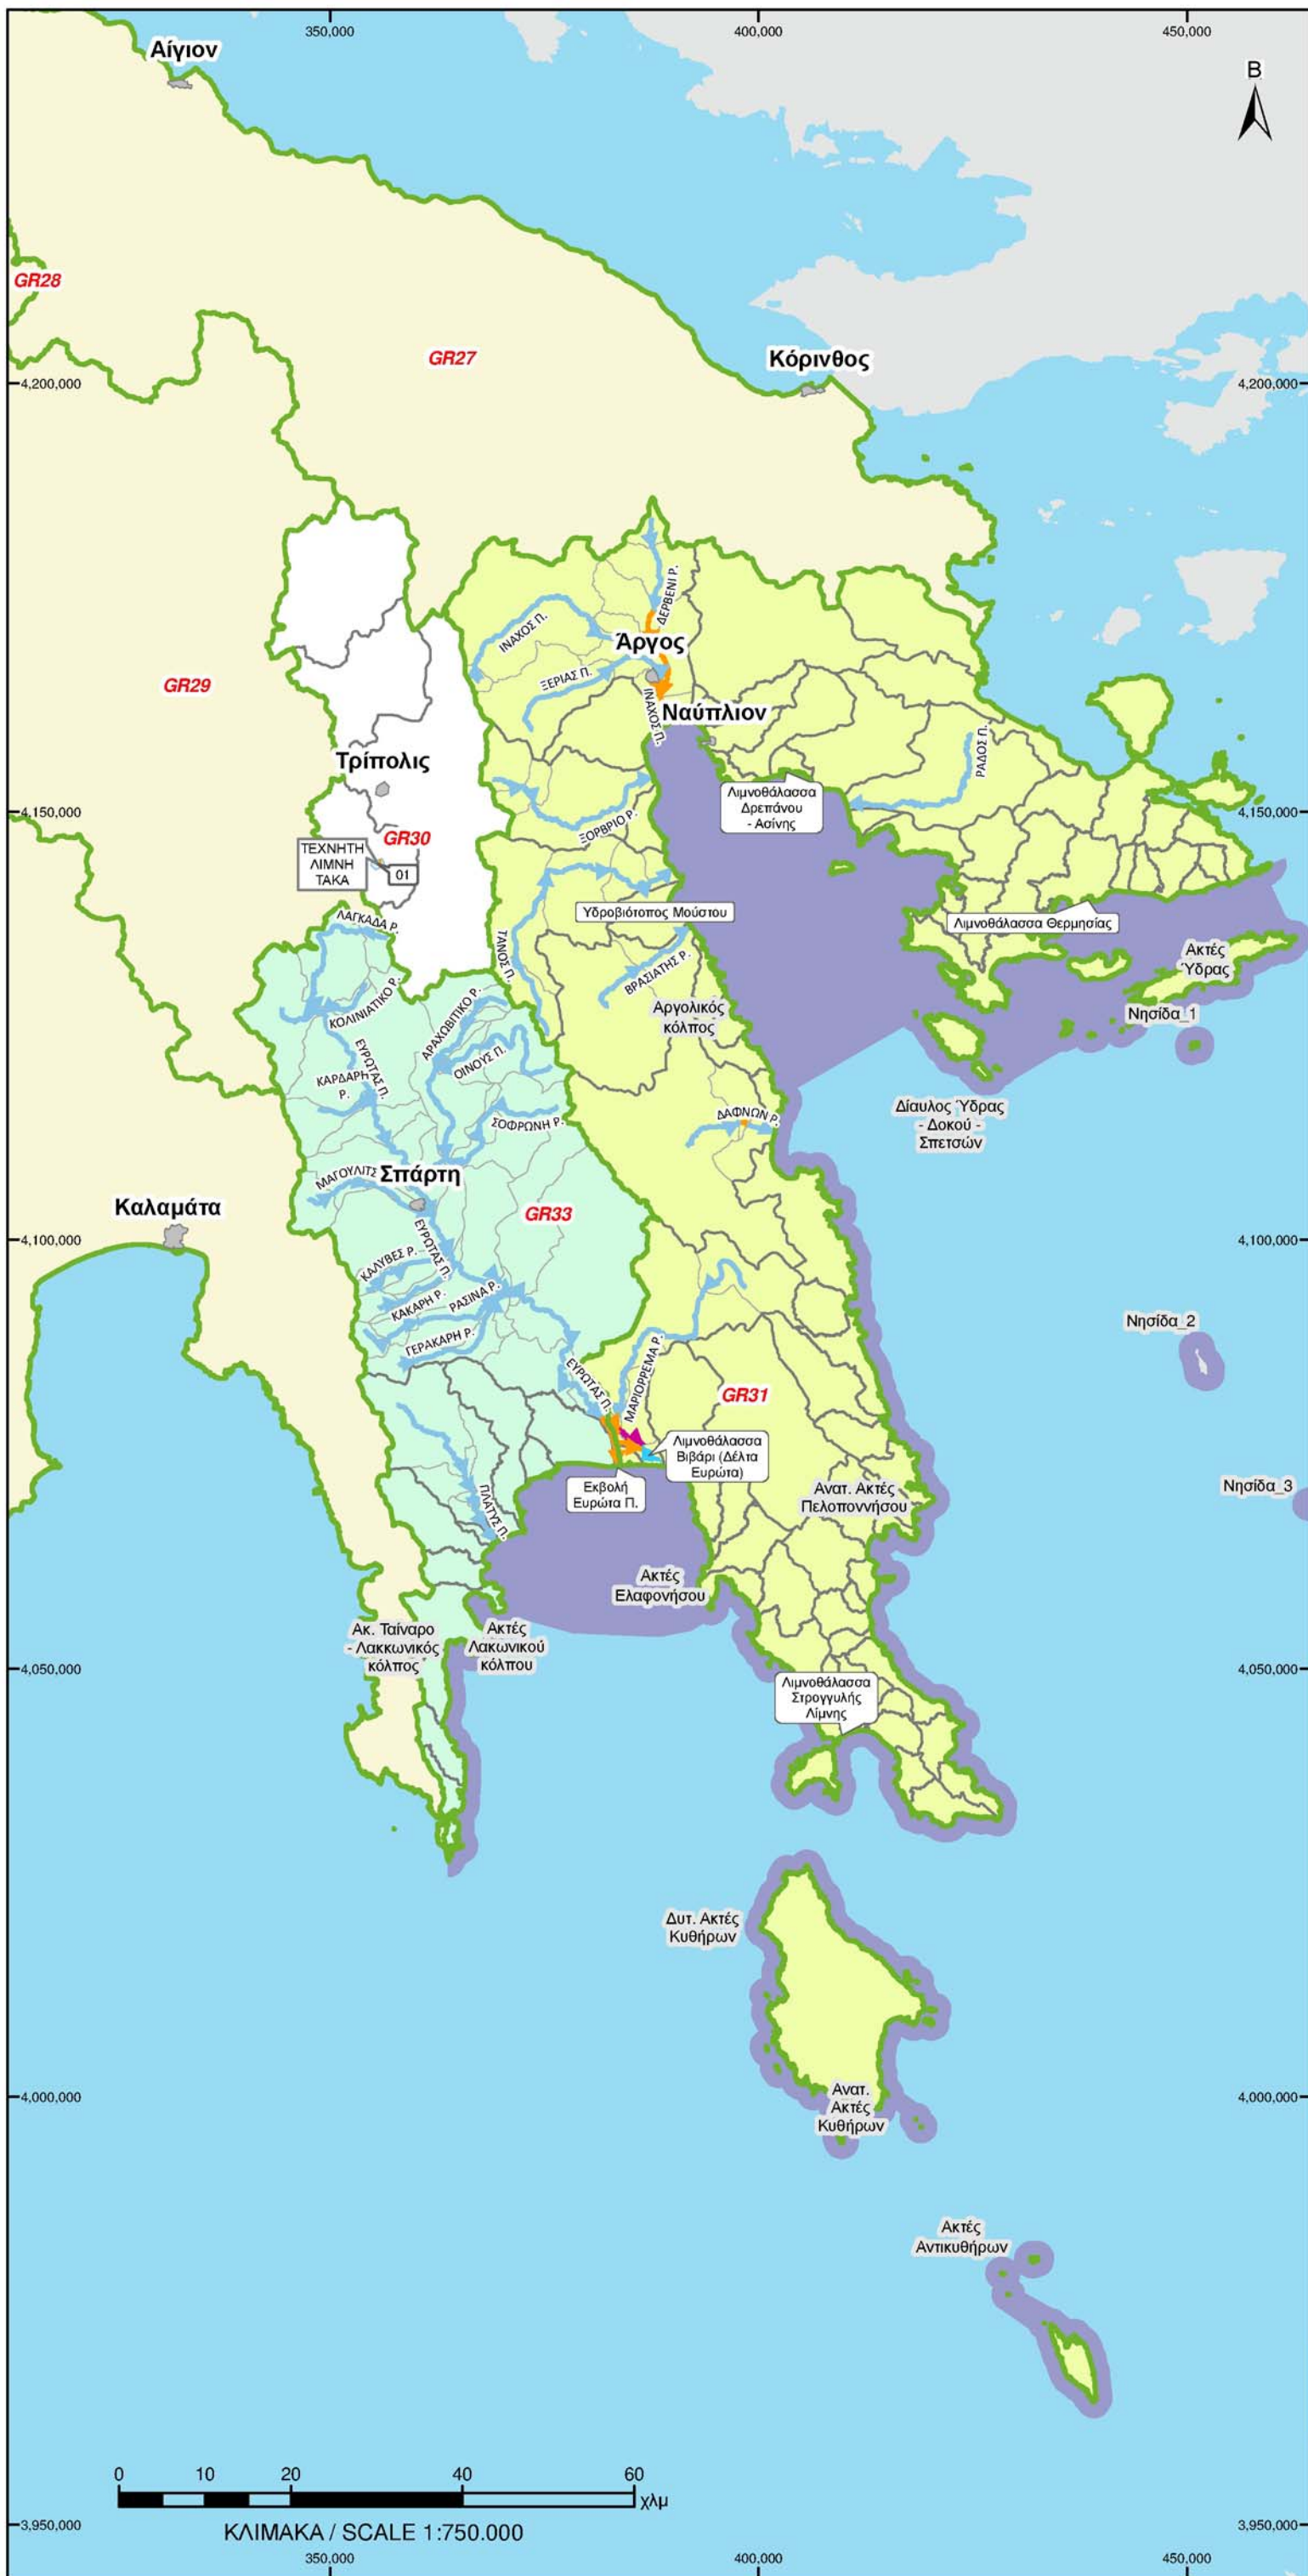 350,000
400,000
450,000
Αίγιον
B
GR28
GR27
Κόρινθος
4,200,000
4,200,000
ΔΕΡΒΕΝΙ Ρ.
ΙΝΑΧΟΣ Π.
Άργος
ΞΕΡΙΑΣ Π.
GR29
ΙΝΑΧΟΣ Π.
Ναύπλιον
ΡΑΔΟΣ Π.
Τρίπολις
Λιμνοθάλασσα
Δρεπάνου
- Ασίνης
4,150,000
4,150,000
ΞΟΡΒΡΙΟ Ρ.
GR30
ΤΕΧΝΗΤΗ
ΛΙΜΝΗ
ΤΑΚΑ
01
ΛΑΓΚΑΔΑ Ρ.
Υδροβιότοπος Μούστου
Λιμνοθάλασσα Θερμησίας
ΤΑΝΟΣ Π.
Ακτές
Ύδρας
ΒΡΑΣΙΑΤΗΣ Ρ.
ΚΟΛΙΝΙΑΤΙΚΟ Ρ.
ΑΡΑΧΟΒΙΤΙΚΟ Ρ.
Αργολικός
κόλπος
Νησίδα_1
ΕΥΡΩΤΑΣ Π.
ΟΙΝΟΥΣ Π.
ΚΑΡΔΑΡΗ
Ρ.
Δίαυλος Ύδρας
- Δοκού -
Σπετσών
ΔΑΦΝΩΝ Ρ.
ΣΟΦΡΩΝΗ Ρ.
ΜΑΓΟΥΛΙΤΣ
Σπάρτη
Καλαμάτα
GR33
4,100,000
4,100,000
ΕΥΡΩΤΑΣ Π.
ΚΑΛΥΒΕΣ Ρ.
ΚΑΚΑΡΗ Ρ.
ΡΑΣΙΝΑ Ρ.
Νησίδα_2
ΓΕΡΑΚΑΡΗ Ρ.
ΕΥΡΩΤΑΣ Π.
ΜΑΡΙΟΡΡΕΜΑ Ρ.
GR31
Λιμνοθάλασσα
Βιβάρι (Δέλτα
Ευρώτα)
Εκβολή
Ευρώτα Π.
Ανατ. Ακτές
Πελοποννήσου
Νησίδα_3
ΠΛΑΤΥΣ Π.
Ακτές
Ελαφονήσου
Ακ. Ταίναρο
- Λακκωνικός
κόλπος
Ακτές
Λακωνικού
κόλπου
4,050,000
4,050,000
Λιμνοθάλασσα
Στρογγυλής
Λίμνης
Δυτ. Ακτές
Κυθήρων
4,000,000
4,000,000
Ανατ.
Ακτές
Κυθήρων
Ακτές
Αντικυθήρων
0
10
20
40
60
χλμ
ΚΛΙΜΑΚΑ / SCALE 1:750.000
3,950,000
3,950,000
350,000
400,000
450,000